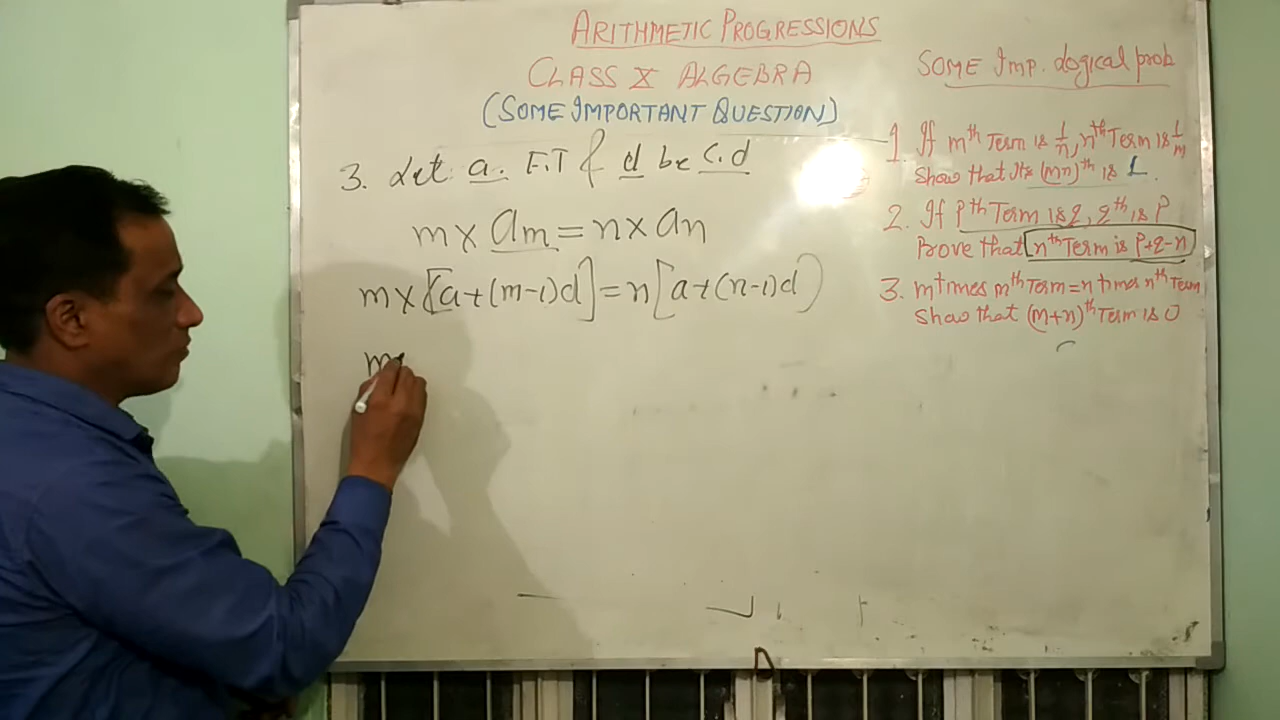 ARITHMETIC PROGRESSIONS
CLASS X ALGEBRA
(SOME IMPORTANT QUESTION)
3. Let a. F.T & d be C.d
m × am = n × an
m × [a+(m-1)d] = n[a+(n-1)d)
ma
SOME Imp. logical prob
1. If mth Term is 1/n, nth Term is 1/m
Show that its (mn)th is 1.
2. If pth Term is q, qth is P
Prove that nth Term is P+q-n
3. m times mth Term = n times nth Term
Show that (m+n)th Term is 0